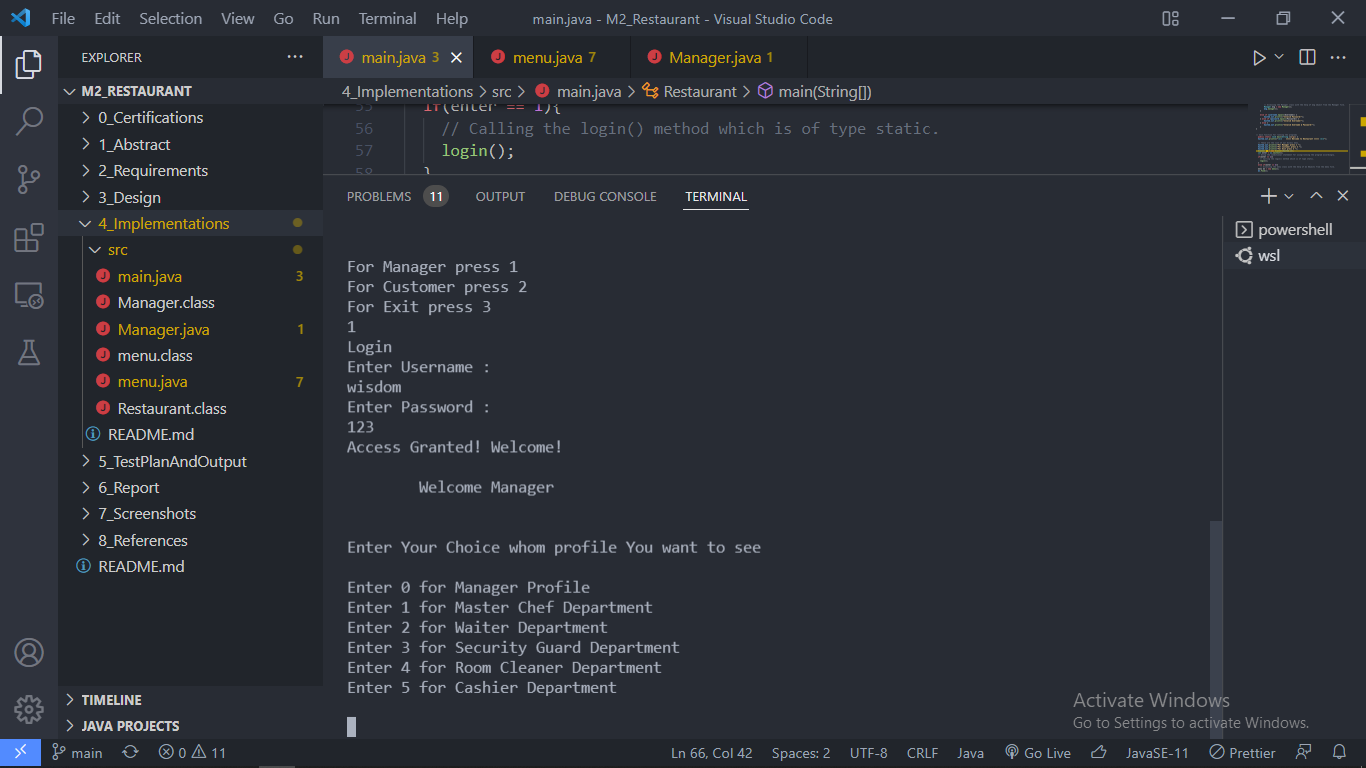 File Edit Selection View Go Run Terminal Help main.java - M2_Restaurant - Visual Studio Code
EXPLORER
M2_RESTAURANT
0_Certifications
1_Abstract
2_Requirements
3_Design
4_Implementations
src
main.java 3
Manager.class
Manager.java 1
menu.class
menu.java 7
Restaurant.class
README.md
5_TestPlanAndOutput
6_Report
7_Screenshots
8_References
README.md
TIMELINE
JAVA PROJECTS
main.java 3 menu.java 7 Manager.java 1
4_Implementations > src > main.java > Restaurant > main(String[])
55 if(enter == 1){
56 // Calling the login() method which is of type static.
57 login();
58 }
PROBLEMS 11 OUTPUT DEBUG CONSOLE TERMINAL
powershell
wsl
For Manager press 1
For Customer press 2
For Exit press 3
1
Login
Enter Username :
wisdom
Enter Password :
123
Access Granted! Welcome!
Welcome Manager
Enter Your Choice whom profile You want to see
Enter 0 for Manager Profile
Enter 1 for Master Chef Department
Enter 2 for Waiter Department
Enter 3 for Security Guard Department
Enter 4 for Room Cleaner Department
Enter 5 for Cashier Department
Activate Windows
Go to Settings to activate Windows.
main 0 11 Ln 66, Col 42 Spaces: 2 UTF-8 CRLF Java Go Live JavaSE-11 Prettier